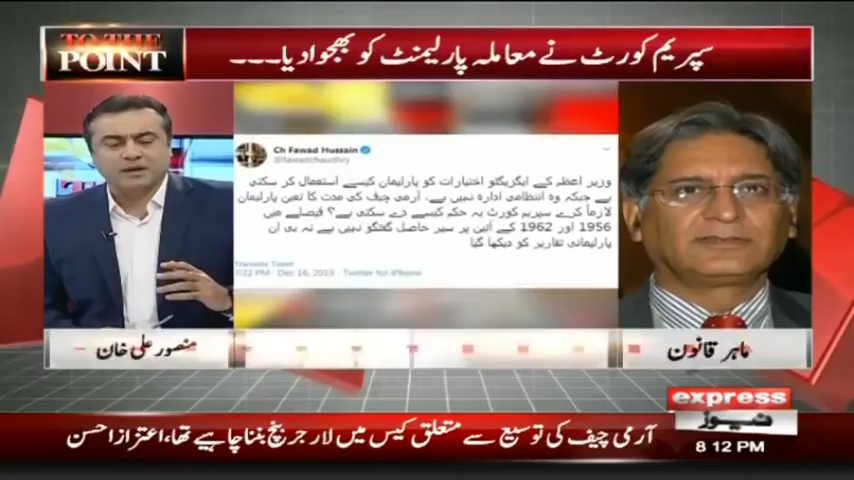 TO THE
POINT
سپریم کورٹ نے معاملہ پارلیمنٹ کو بھجوا دیا۔۔۔
Ch Fawad Hussain
@fawadchaudhry
وزیر اعظم کے ایگزیگٹو اختیارات کو پارلیمان کیسے استعمال کر سکتی
ہے جبکہ وہ انتظامی ادارہ نہیں ہے، آرمی چیف کی مدت کا تعین پارلیمان
لازماً کرے سپریم کورٹ یہ حکم کیسے دے سکتی ہے؟ فیصلے میں
1956 اور 1962 کے آئین پر سیر حاصل گفتگو نہیں ہے نہ ہی ان
پارلیمانی تقاریر کو دیکھا گیا
Translate Tweet
7:22 PM · Dec 16, 2019 · Twitter for iPhone
منصور علی خان
ماہر قانون
express
نیوز
آرمی چیف کی توسیع سے متعلق کیس میں لارجر بنچ بننا چاہیے تھا، اعتزاز احسن
8:12 PM